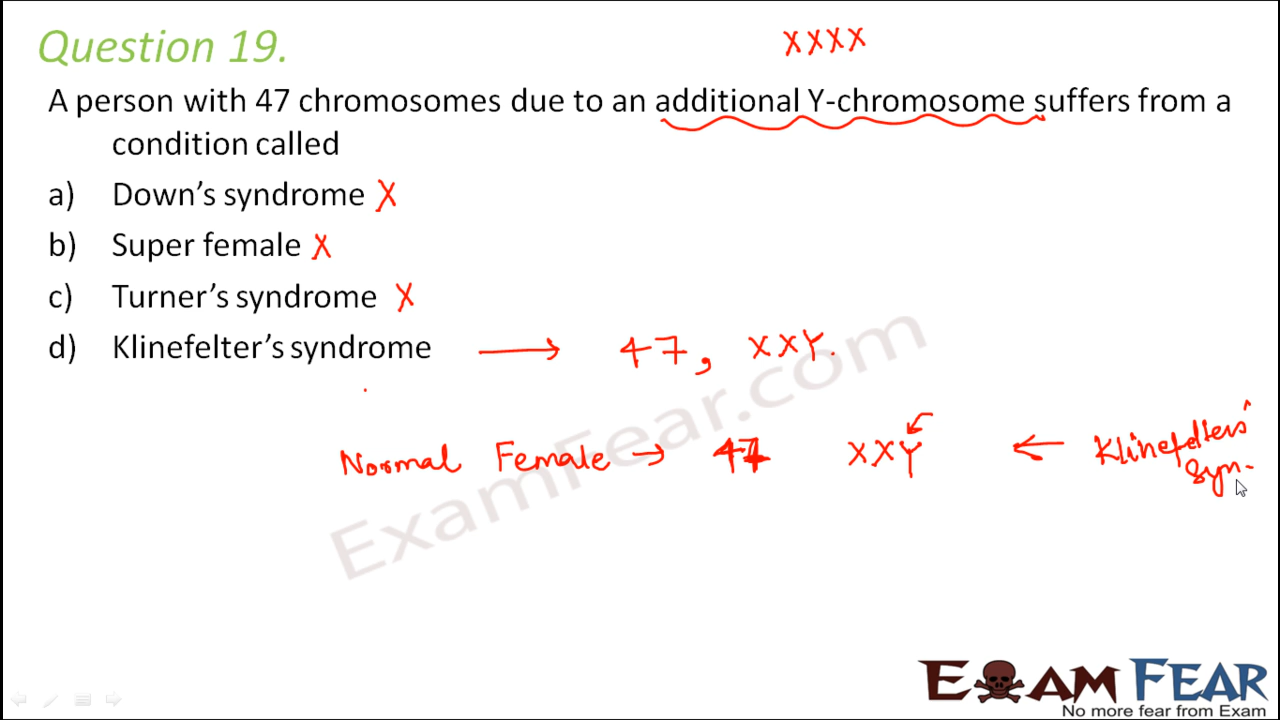 Question 19.
XXXX
A person with 47 chromosomes due to an additional Y-chromosome suffers from a
condition called
a) Down's syndrome X
b) Super female X
c) Turner's syndrome X
d) Klinefelter's syndrome → 47, XXY.
Normal Female → 47 XXY ← Klinefelters'
Syn-
ExamFear.com
EXAM FEAR
No more fear from Exam